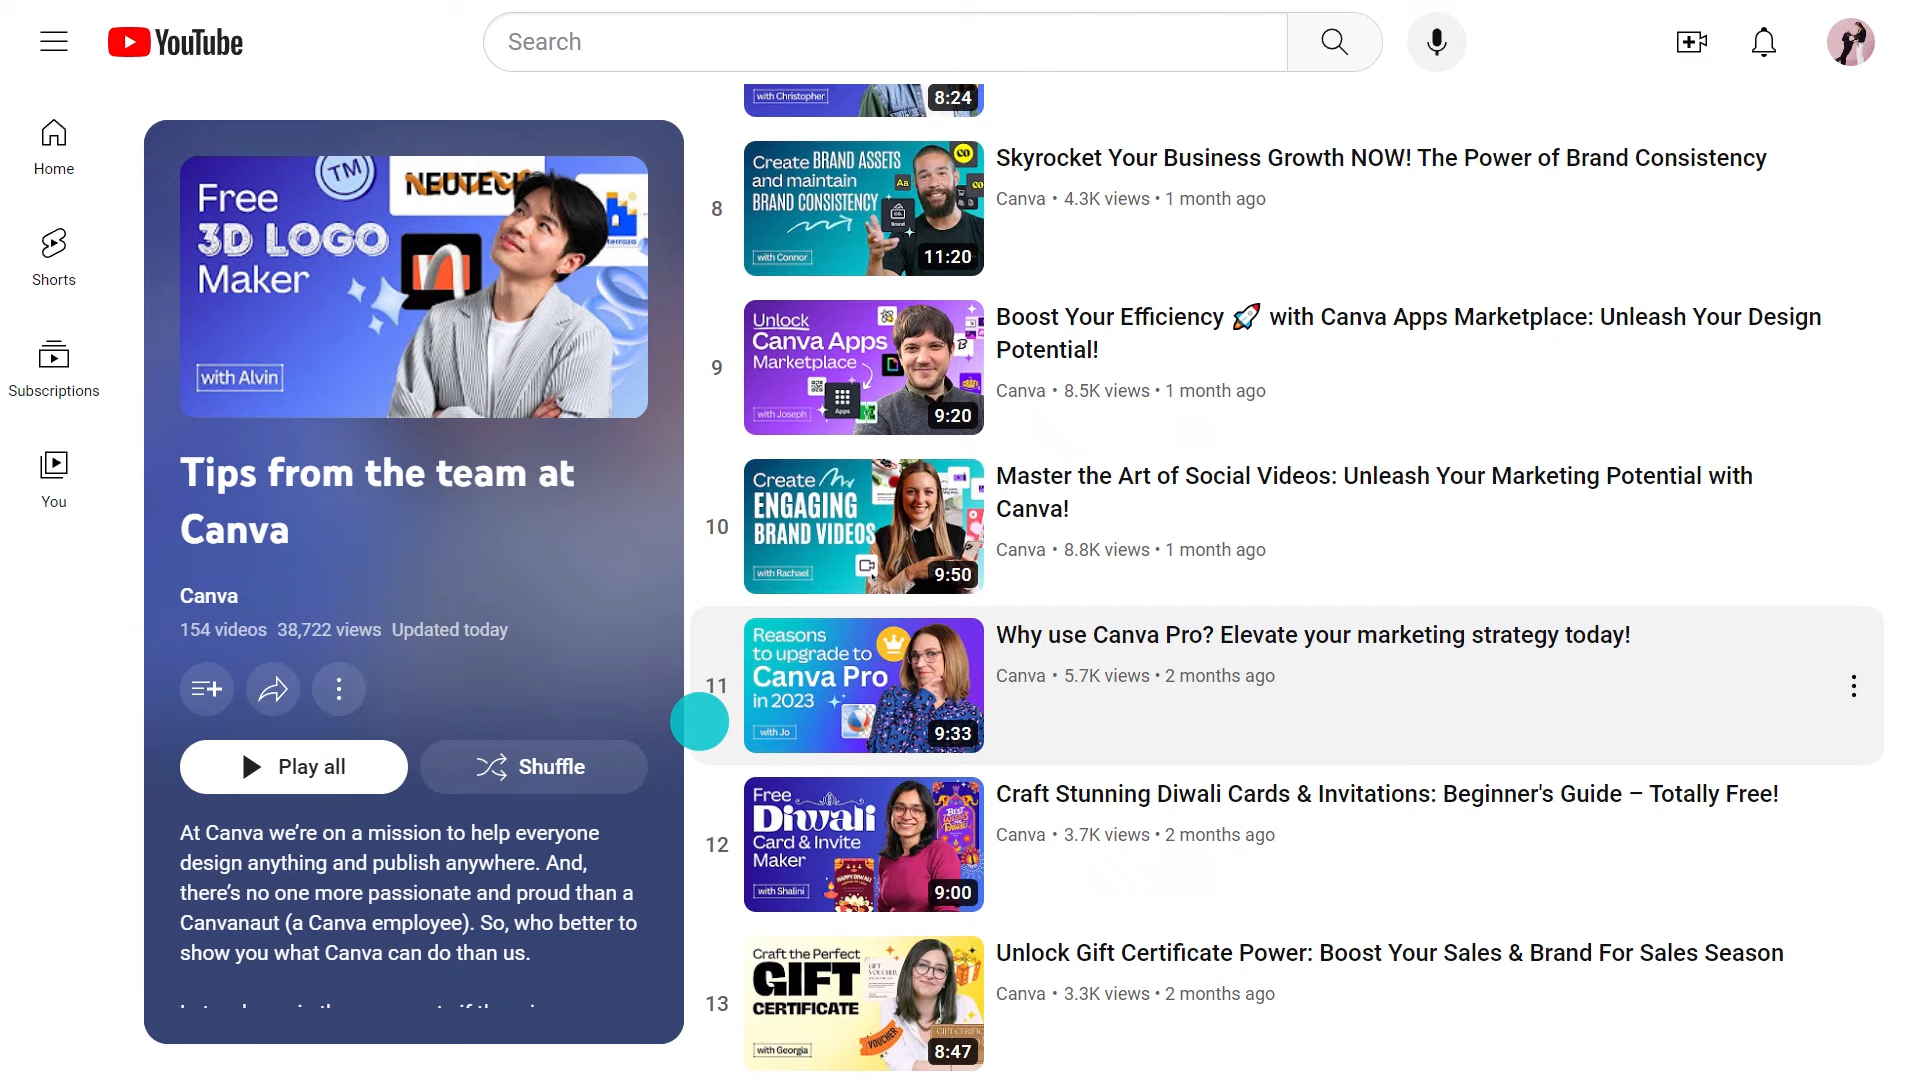 YouTube
Search
Home
Shorts
Subscriptions
You
Free
3D LOGO
Maker
TM
NEUTECH
terraza
with Alvin
Tips from the team at
Canva
Canva
154 videos 38,722 views Updated today
Play all
Shuffle
At Canva we’re on a mission to help everyone
design anything and publish anywhere. And,
there’s no one more passionate and proud than a
Canvanaut (a Canva employee). So, who better to
show you what Canva can do than us.
with Christopher
8:24
8
Create BRAND ASSETS
and maintain
BRAND CONSISTENCY
Aa
CO
Brand
with Connor
11:20
Skyrocket Your Business Growth NOW! The Power of Brand Consistency
Canva • 4.3K views • 1 month ago
9
Unlock
Canva Apps
Marketplace
Apps
with Joseph
9:20
Boost Your Efficiency 🚀 with Canva Apps Marketplace: Unleash Your Design
Potential!
Canva • 8.5K views • 1 month ago
10
Create
ENGAGING
BRAND VIDEOS
with Rachael
9:50
Master the Art of Social Videos: Unleash Your Marketing Potential with
Canva!
Canva • 8.8K views • 1 month ago
11
Reasons
to upgrade to
Canva Pro
in 2023
with Jo
9:33
Why use Canva Pro? Elevate your marketing strategy today!
Canva • 5.7K views • 2 months ago
12
Free
Diwali
Card & Invite
Maker
HAPPY DIWALI
with Shalini
9:00
Craft Stunning Diwali Cards & Invitations: Beginner's Guide – Totally Free!
Canva • 3.7K views • 2 months ago
13
Craft the Perfect
GIFT
CERTIFICATE
GIFT
VOUCHER
VOUCHER
with Georgia
8:47
Unlock Gift Certificate Power: Boost Your Sales & Brand For Sales Season
Canva • 3.3K views • 2 months ago